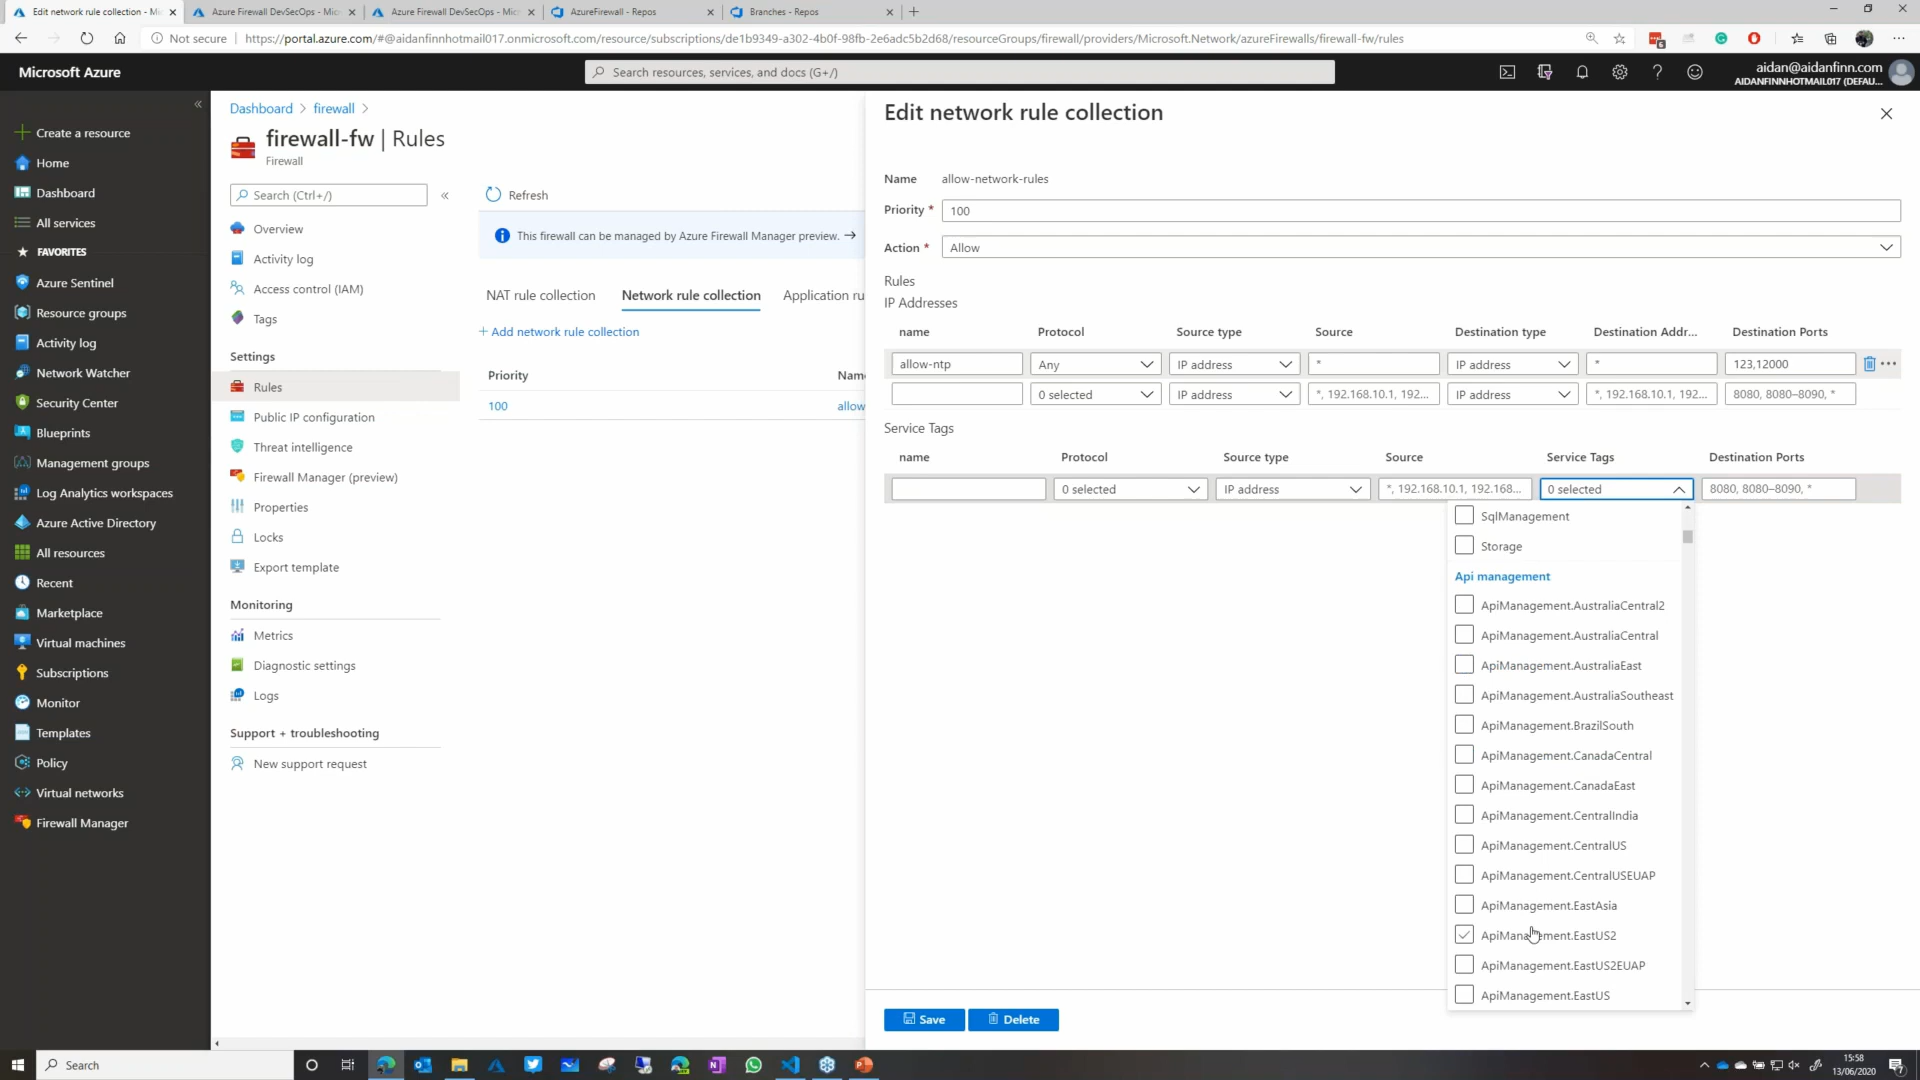 Edit network rule collection - Mic
Azure Firewall DevSecOps - Micr
Azure Firewall DevSecOps - Micr
AzureFirewall - Repos
Branches - Repos
Not secure
https://portal.azure.com/#@aidanfinnhotmail017.onmicrosoft.com/resource/subscriptions/de1b9349-a302-4b0f-98fb-2e6adc5b2d68/resourceGroups/firewall/providers/Microsoft.Network/azureFirewalls/firewall-fw/rules
Microsoft Azure
Search resources, services, and docs (G+/)
aidan@aidanfinn.com
AIDANFINNHOTMAIL017 (DEFAU...
Create a resource
Home
Dashboard
All services
FAVORITES
Azure Sentinel
Resource groups
Activity log
Network Watcher
Security Center
Blueprints
Management groups
Log Analytics workspaces
Azure Active Directory
All resources
Recent
Marketplace
Virtual machines
Subscriptions
Monitor
Templates
Policy
Virtual networks
Firewall Manager
Dashboard > firewall >
firewall-fw | Rules
Firewall
Search (Ctrl+/)
Overview
Activity log
Access control (IAM)
Tags
Settings
Rules
Public IP configuration
Threat intelligence
Firewall Manager (preview)
Properties
Locks
Export template
Monitoring
Metrics
Diagnostic settings
Logs
Support + troubleshooting
New support request
Refresh
This firewall can be managed by Azure Firewall Manager preview. →
NAT rule collection Network rule collection Application ru
+ Add network rule collection
Priority Name
100 allow
Edit network rule collection
Name allow-network-rules
Priority * 100
Action * Allow
Rules
IP Addresses
name Protocol Source type Source Destination type Destination Addr... Destination Ports
allow-ntp Any IP address * IP address * 123,12000
0 selected IP address *, 192.168.10.1, 192... IP address *, 192.168.10.1, 192... 8080, 8080–8090, *
Service Tags
name Protocol Source type Source Service Tags Destination Ports
0 selected IP address *, 192.168.10.1, 192.168... 0 selected 8080, 8080–8090, *
SqlManagement
Storage
Api management
ApiManagement.AustraliaCentral2
ApiManagement.AustraliaCentral
ApiManagement.AustraliaEast
ApiManagement.AustraliaSoutheast
ApiManagement.BrazilSouth
ApiManagement.CanadaCentral
ApiManagement.CanadaEast
ApiManagement.CentralIndia
ApiManagement.CentralUS
ApiManagement.CentralUSEUAP
ApiManagement.EastAsia
ApiManagement.EastUS2
ApiManagement.EastUS2EUAP
ApiManagement.EastUS
Save Delete
Search
15:58
13/06/2020